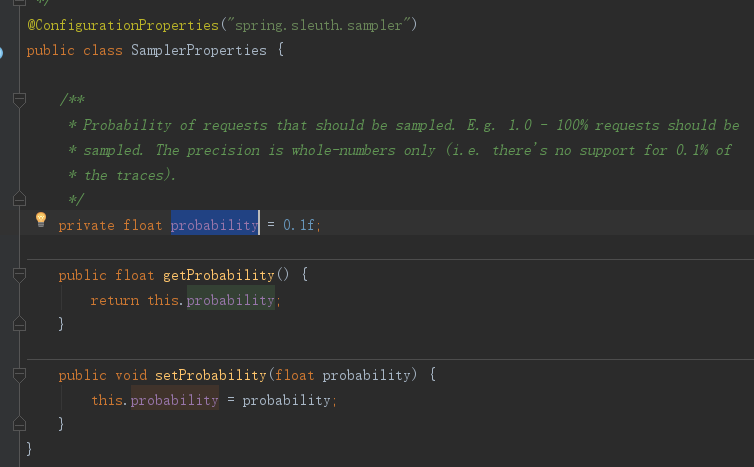 */
@ConfigurationProperties("spring.sleuth.sampler")
public class SamplerProperties {
/**
* Probability of requests that should be sampled. E.g. 1.0 - 100% requests should be
* sampled. The precision is whole-numbers only (i.e. there's no support for 0.1% of
* the traces).
*/
private float probability = 0.1f;
public float getProbability() {
return this.probability;
}
public void setProbability(float probability) {
this.probability = probability;
}
}